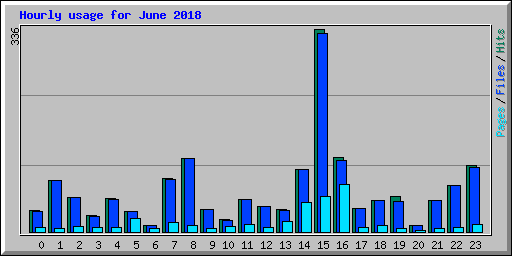 Hourly usage for June 2018
336
Pages/Files/Hits
0 1 2 3 4 5 6 7 8 9 10 11 12 13 14 15 16 17 18 19 20 21 22 23